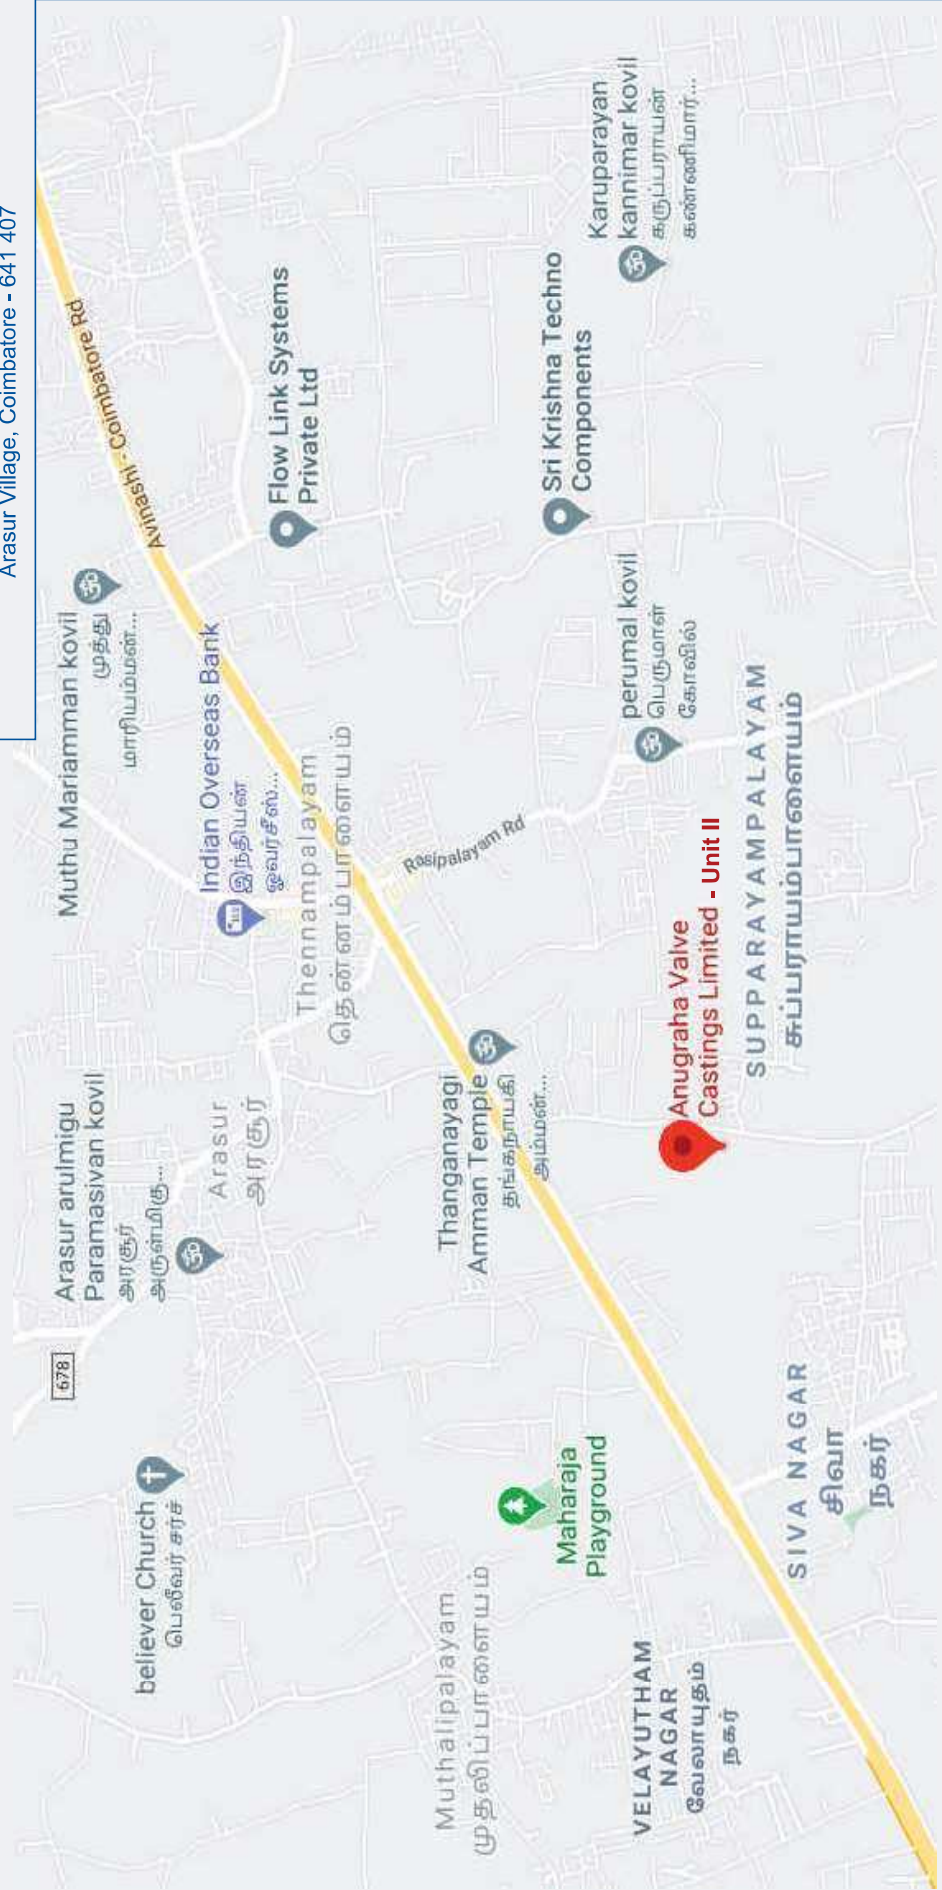 Arasur Village, Coimbatore - 641 407
678
Arasur arulmigu
Paramasivan kovil
அரசூர்
அருள்மிகு...
Muthu Mariamman kovil
முத்து
மாரியம்மன்...
Avinashi - Coimbatore Rd
believer Church
பெலீவர் சர்ச்
Arasur
அரசூர்
Indian Overseas Bank
இந்தியன்
ஓவர்சீஸ்...
Flow Link Systems
Private Ltd
Thennampalayam
தென்னம்பாளையம்
Rasipalayam Rd
Muthalipalayam
முதலிப்பாளையம்
Maharaja
Playground
Thanganayagi
Amman Temple
தங்கநாயகி
அம்மன்...
Sri Krishna Techno
Components
Karuparayan
kannimar kovil
கருப்பராயன்
கன்னிமார்...
perumal kovil
பெருமாள்
கோவில்
VELAYUTHAM
NAGAR
வேலாயுதம்
நகர்
Anugraha Valve
Castings Limited - Unit II
SUPPARAYAMPALAYAM
சுப்பராயம்பாளையம்
SIVA NAGAR
சிவா
நகர்